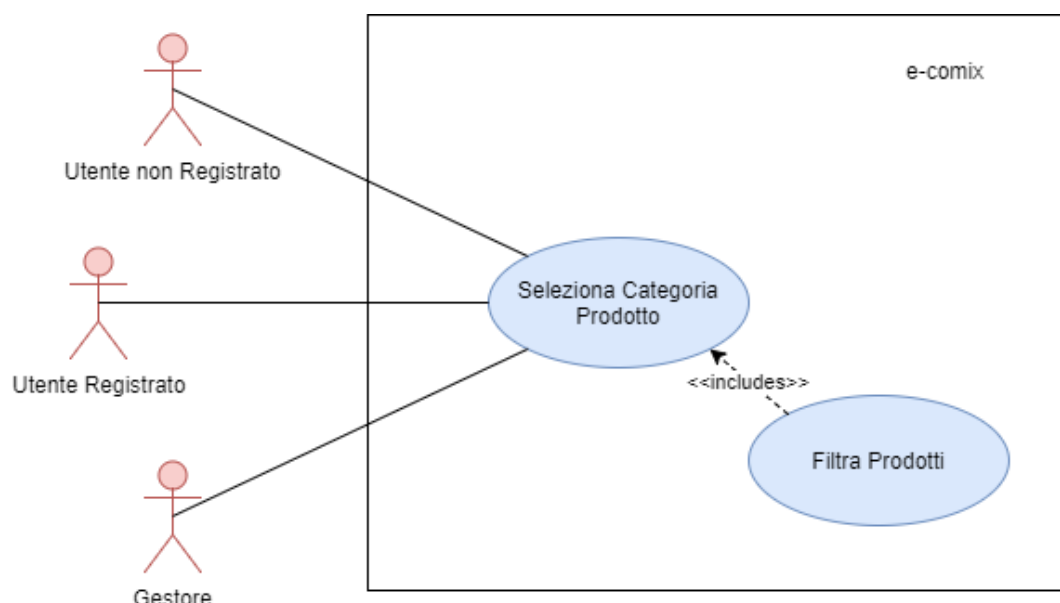 e-comix
Utente non Registrato
Seleziona Categoria
Prodotto
Utente Registrato
<<includes>>
Filtra Prodotti
Gestore